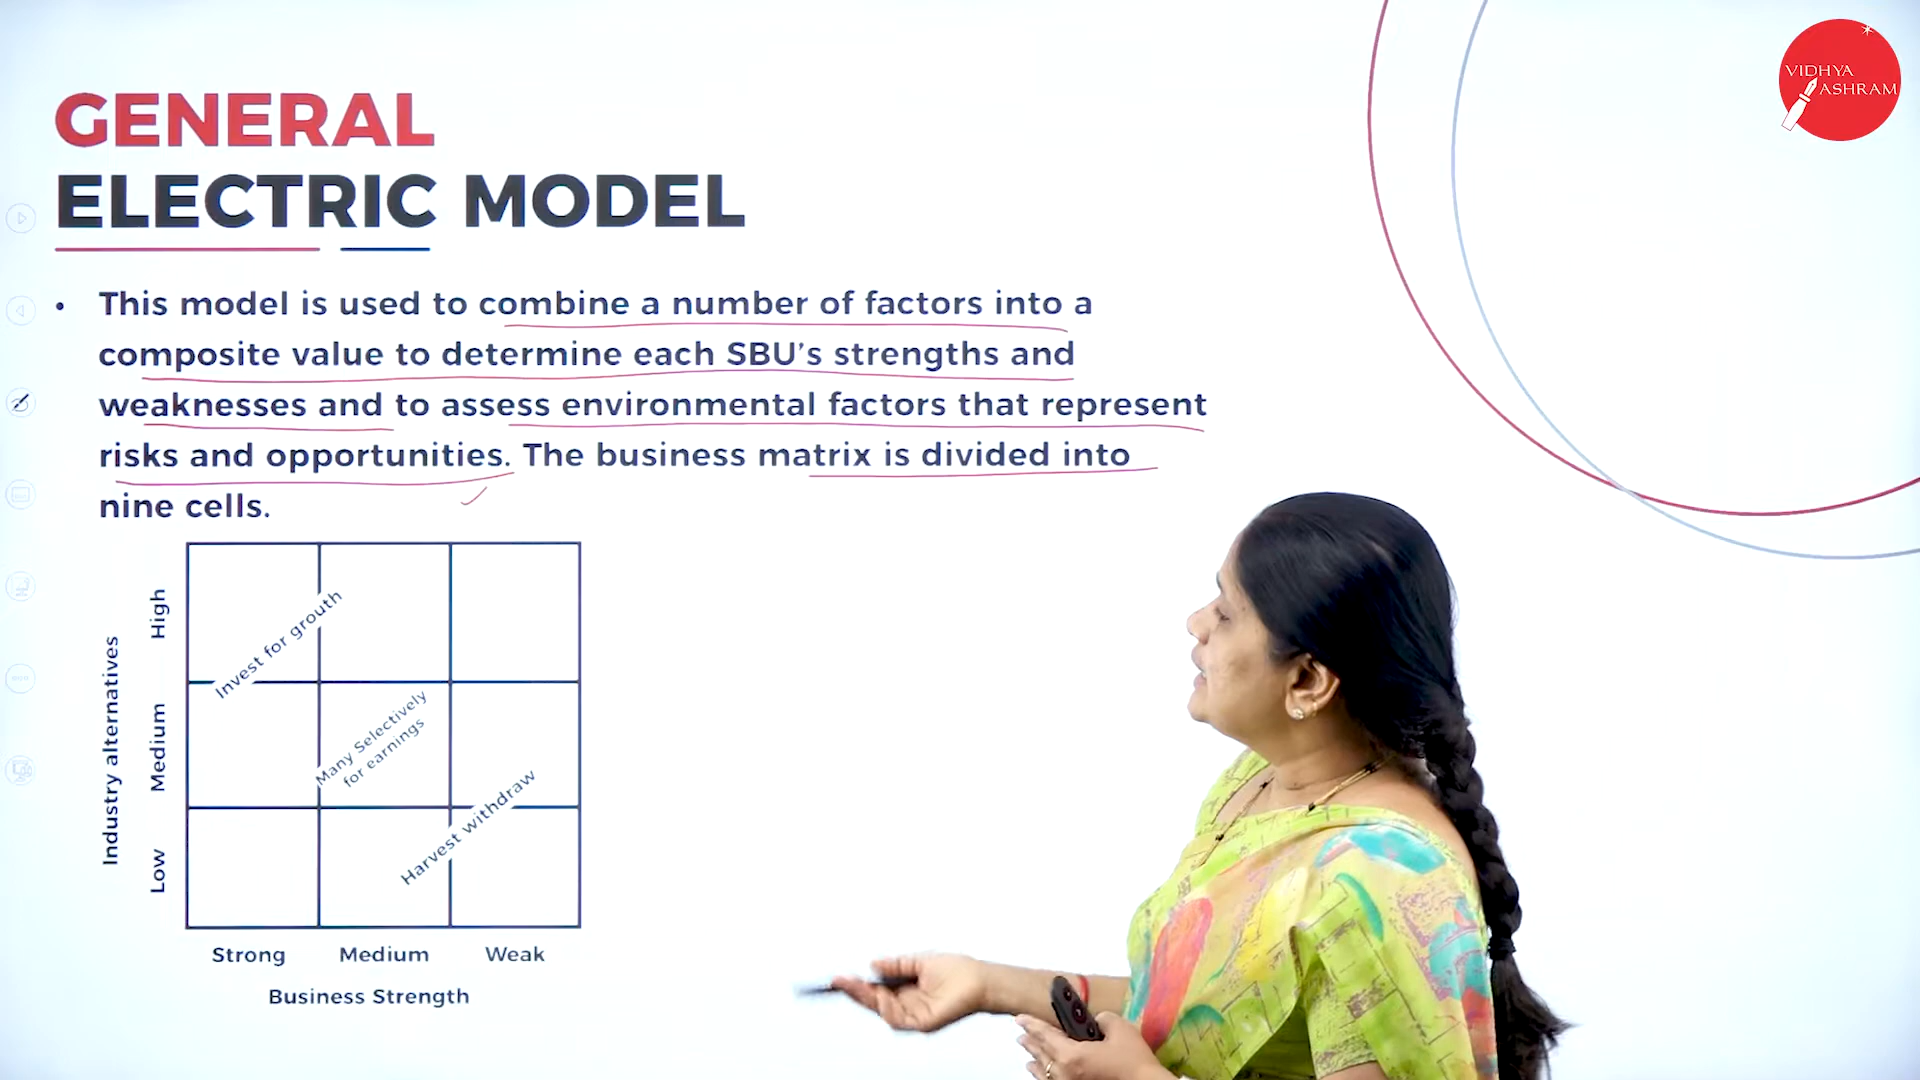 VIDHYA
ASHRAM
GENERAL
ELECTRIC MODEL
• This model is used to combine a number of factors into a
composite value to determine each SBU's strengths and
weaknesses and to assess environmental factors that represent
risks and opportunities. The business matrix is divided into
nine cells.
Industry alternatives
High
Medium
Low
Invest for grouth
Many Selectively
for earnings
Harvest withdraw
Strong Medium Weak
Business Strength